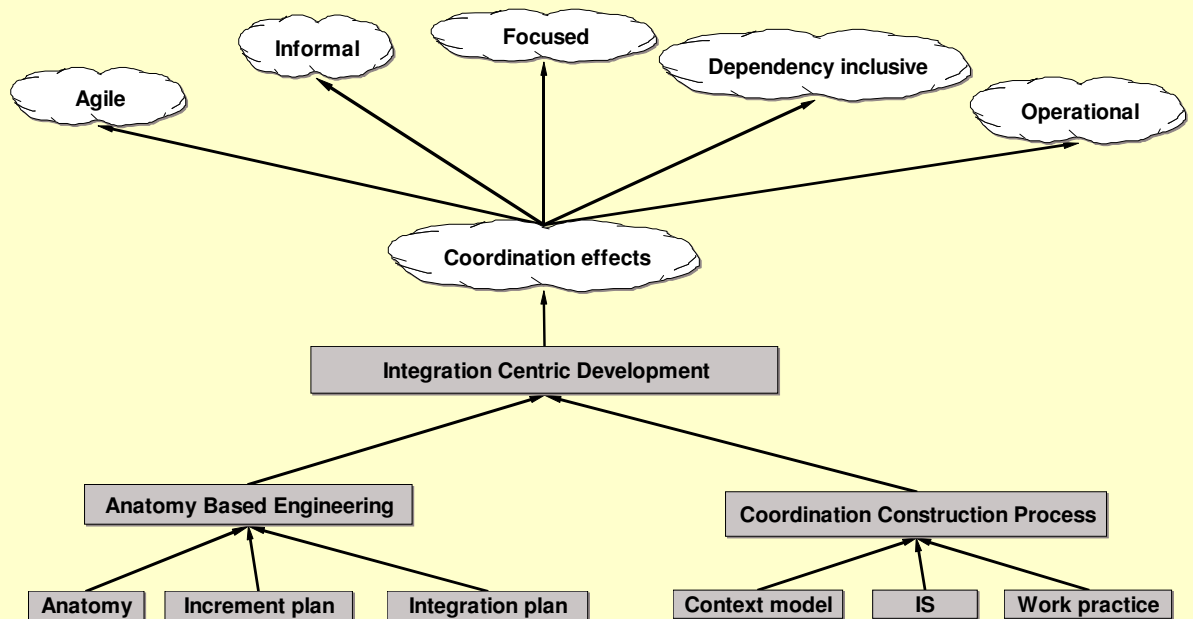 Focused
Informal
Dependency inclusive
Agile
Operational
Coordination effects
Integration Centric Development
Anatomy Based Engineering
Coordination Construction Process
Anatomy
Increment plan
Integration plan
Context model
IS
Work practice